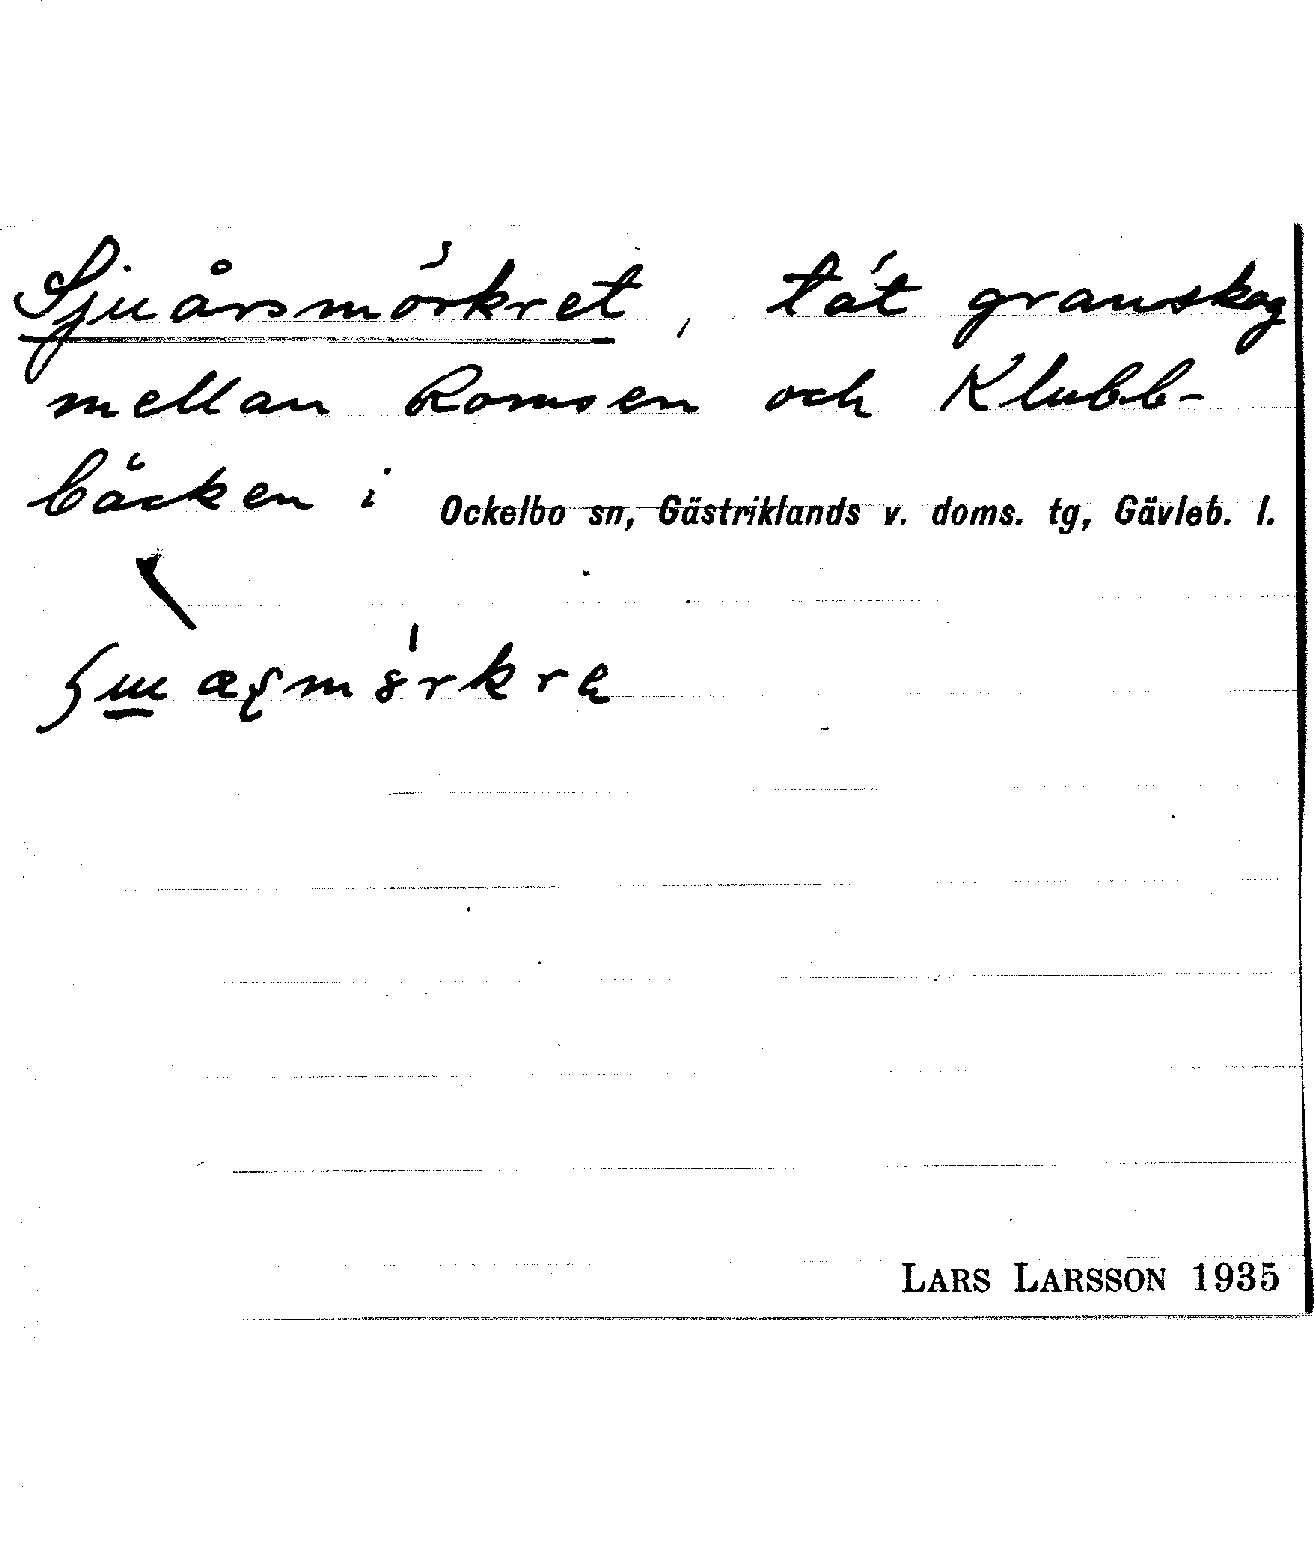 Sjuårsmörkret, tät granskog
mellan Romsen och Klubb-
bäcken i Ockelbo sn, Gästriklands v. doms. tg, Gävleb. l.
LARS LARSSON 1935